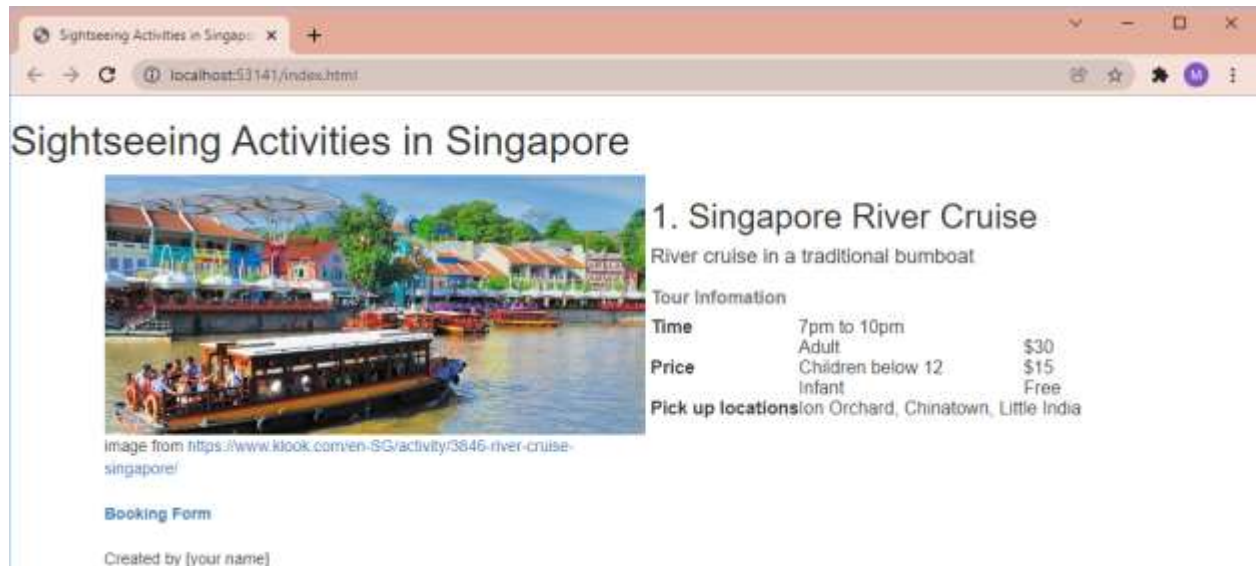 Sightseeing Activities in Singap
localhost:53141/index.html
M
Sightseeing Activities in Singapore
1. Singapore River Cruise
River cruise in a traditional bumboat
Tour Infomation
Time 7pm to 10pm
Adult $30
Price Children below 12 $15
Infant Free
Pick up locationsIon Orchard, Chinatown, Little India
image from https://www.klook.com/en-SG/activity/3846-river-cruise-
singapore/
Booking Form
Created by [your name]